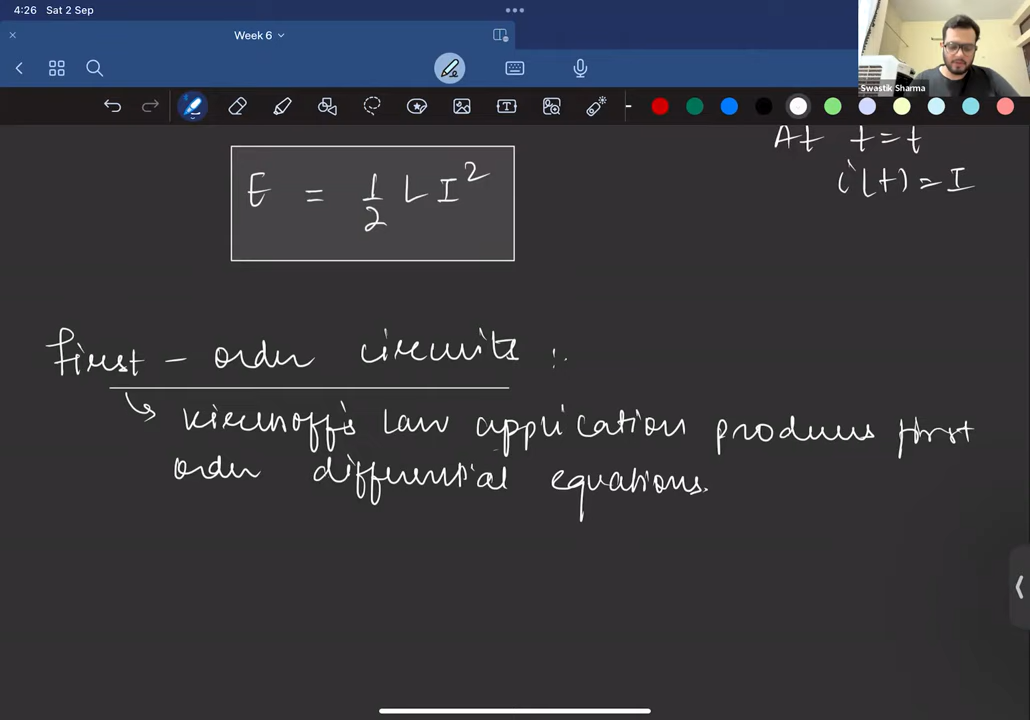 4:26 Sat 2 Sep
Week 6
Swastik Sharma
At t = t
i(t) = I
E = 1/2 L I^2
First - order circuits :
Kirchhoff's law application produces first
order differential equations.